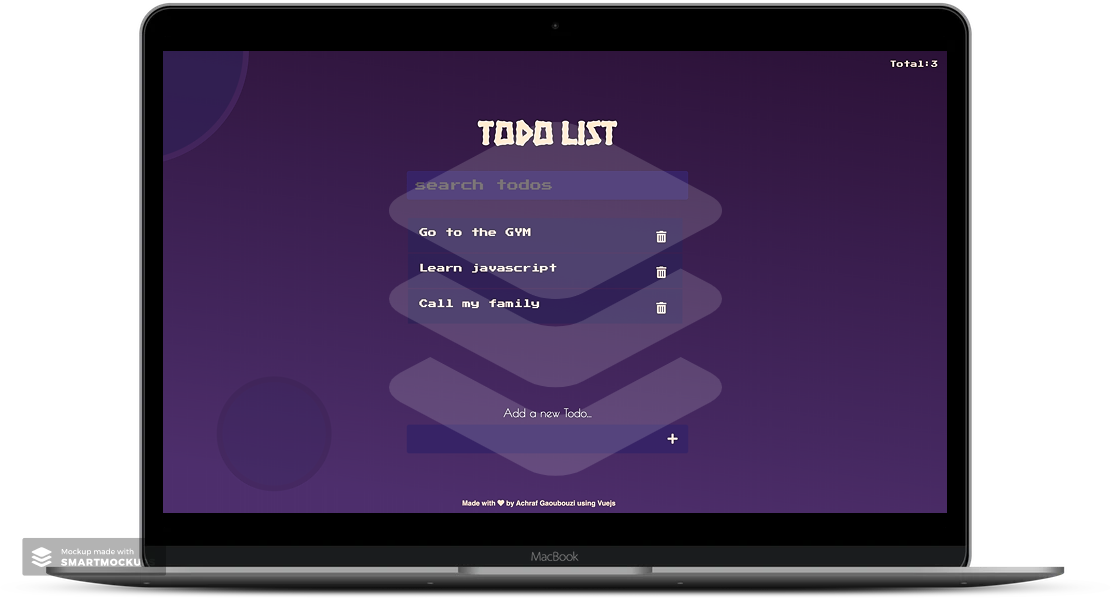 Total:3
TODO LIST
search todos
Go to the GYM
Learn javascript
Call my family
Add a new Todo...
+
Made with ❤ by Achraf Gaoubouzi using Vuejs
MacBook
Mockup made with
SMARTMOCKU